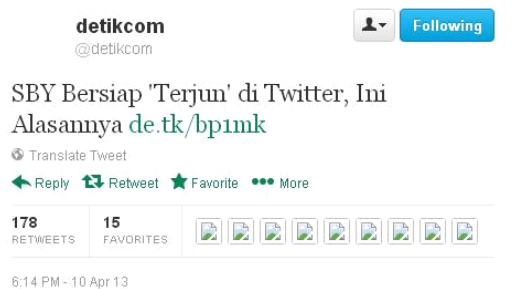 detikcom
@detikcom
Following
SBY Bersiap 'Terjun' di Twitter, Ini
Alasannya de.tk/bp1mk
Translate Tweet
Reply Retweet Favorite More
178 15
RETWEETS FAVORITES
6:14 PM - 10 Apr 13